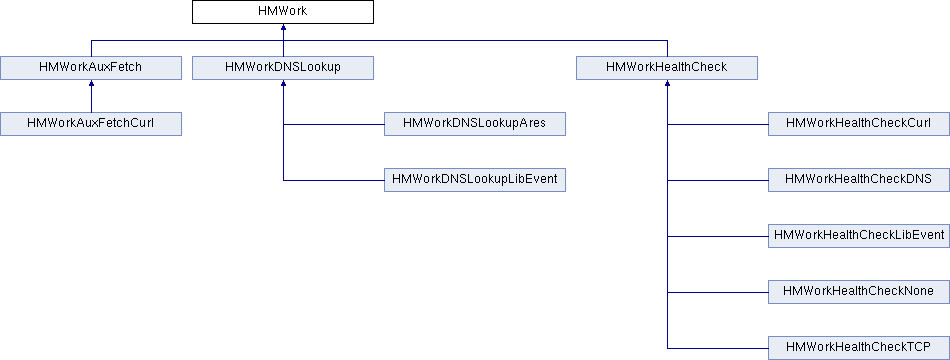 HMWork
HMWorkAuxFetch
HMWorkDNSLookup
HMWorkHealthCheck
HMWorkAuxFetchCurl
HMWorkDNSLookupAres
HMWorkHealthCheckCurl
HMWorkDNSLookupLibEvent
HMWorkHealthCheckDNS
HMWorkHealthCheckLibEvent
HMWorkHealthCheckNone
HMWorkHealthCheckTCP